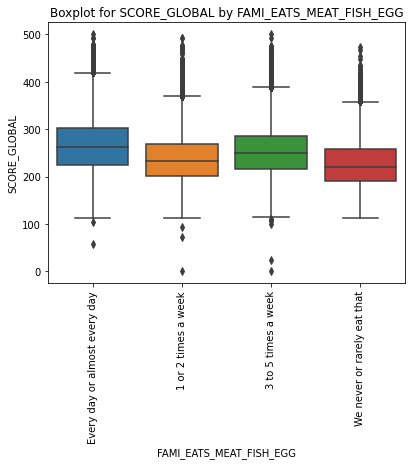 Boxplot for SCORE_GLOBAL by FAMI_EATS_MEAT_FISH_EGG
500
400
300
200
100
0
SCORE_GLOBAL
Every day or almost every day
1 or 2 times a week
3 to 5 times a week
We never or rarely eat that
FAMI_EATS_MEAT_FISH_EGG